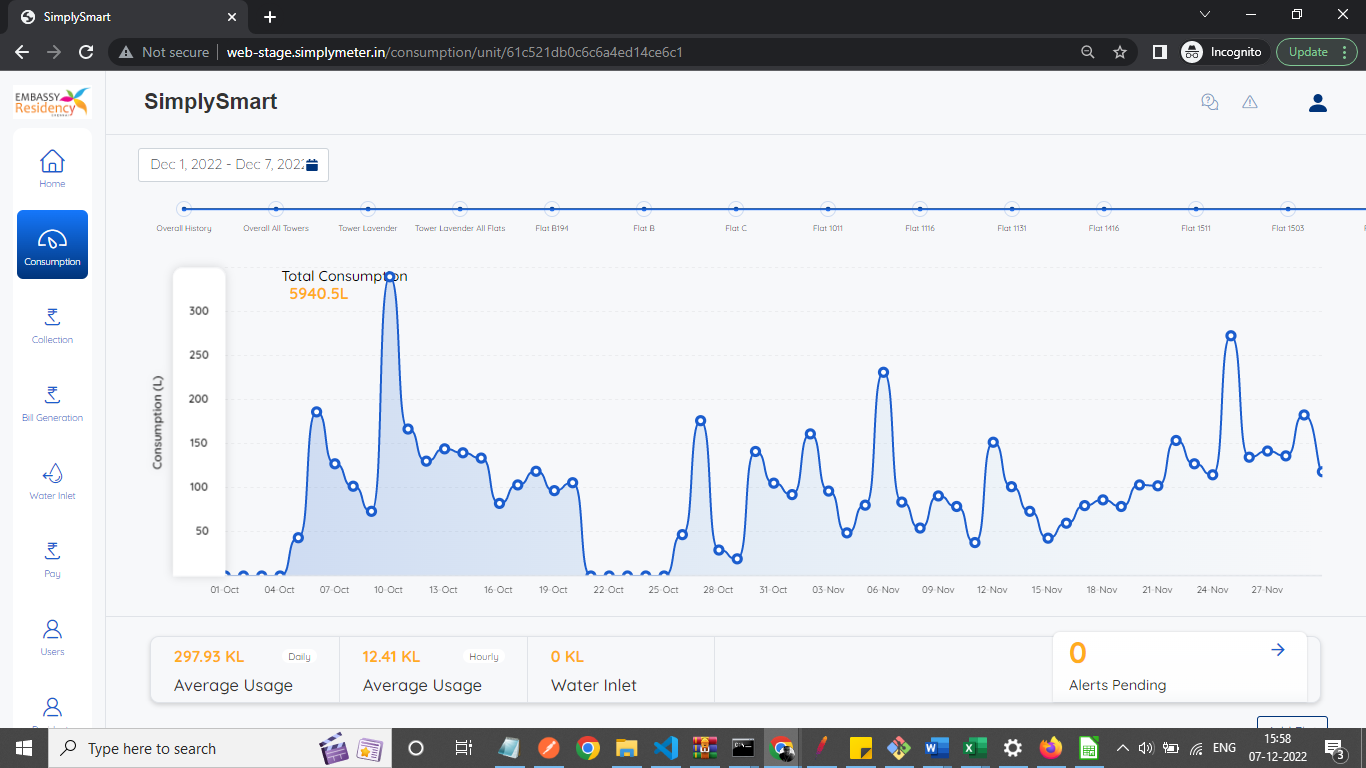 SimplySmart
Not secure
web-stage.simplymeter.in/consumption/unit/61c521db0c6c6a4ed14ce6c1
Incognito
Update
EMBASSY
Residency
SimplySmart
Home
Consumption
Collection
Bill Generation
Water Inlet
Pay
Users
Dec 1, 2022 - Dec 7, 2022
Overall History
Overall All Towers
Tower Lavender
Tower Lavender All Flats
Flat B194
Flat B
Flat C
Flat 1011
Flat 1116
Flat 1131
Flat 1416
Flat 1511
Flat 1503
Total Consumption
5940.5L
Consumption (L)
300
250
200
150
100
50
01-Oct
04-Oct
07-Oct
10-Oct
13-Oct
16-Oct
19-Oct
22-Oct
25-Oct
28-Oct
31-Oct
03-Nov
06-Nov
09-Nov
12-Nov
15-Nov
18-Nov
21-Nov
24-Nov
27-Nov
297.93 KL
Daily
Average Usage
12.41 KL
Hourly
Average Usage
0 KL
Water Inlet
0
Alerts Pending
Type here to search
ENG
15:58
07-12-2022
3